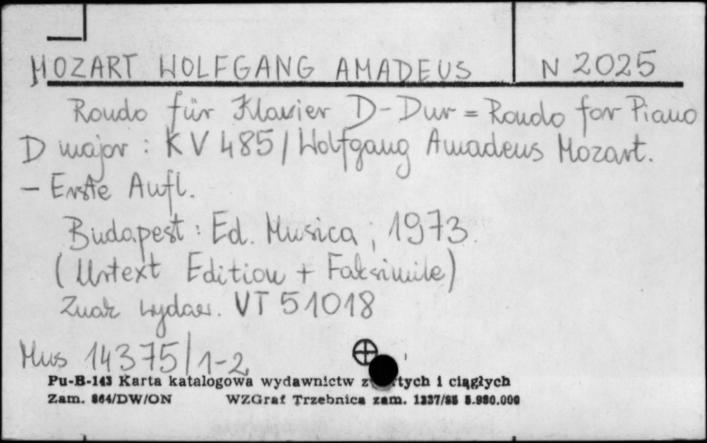 MOZART WOLFGANG AMADEUS N 2025
Rondo für Klavier D-Dur = Rondo for Piano
D major : KV 485 / Wolfgang Amadeus Mozart.
- Erste Aufl.
Budapest : Ed. Musica ; 1973.
(Urtext Edition + Faksimile)
Znak wydaw. VT 51018
Mus 14375/1-2
Pu-B-143 Karta katalogowa wydawnictw i ciągłych
Zam. 864/DW/ON WZGraf Trzebnica zam. 1337/88 5.980.000